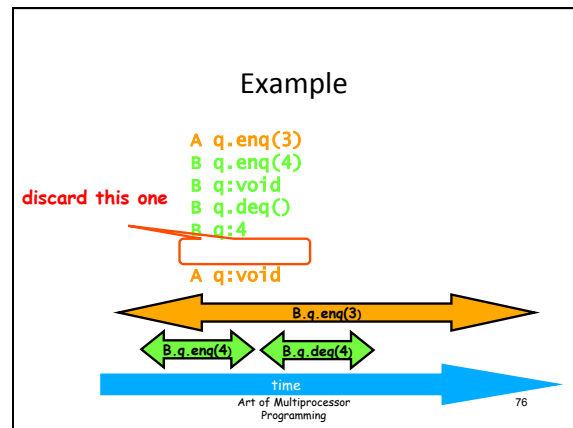 Example
A q.enq(3)
B q.enq(4)
B q:void
B q.deq()
B q:4
discard this one
A q:void
B.q.enq(3)
B.q.enq(4) B.q.deq(4)
time
Art of Multiprocessor
Programming
76